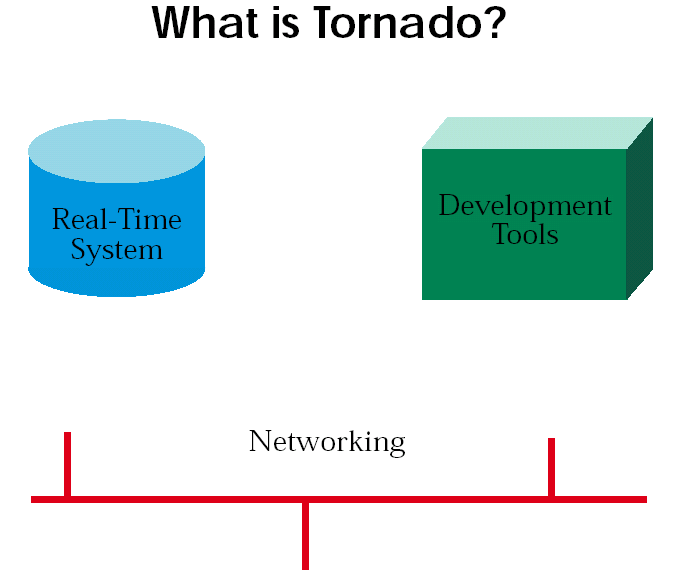 What is Tornado?
Real-Time
System
Development
Tools
Networking